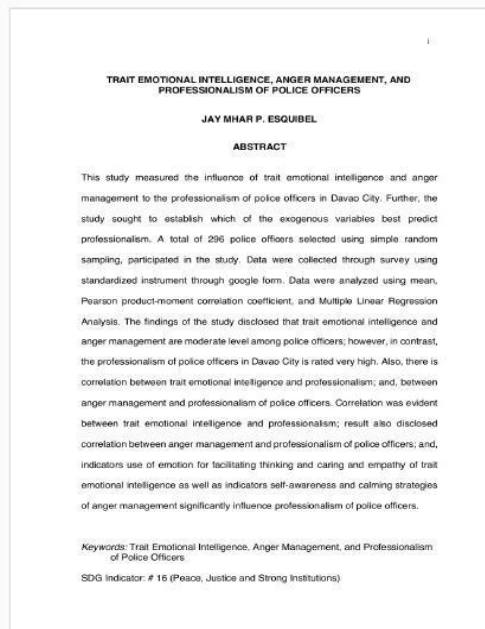 i
TRAIT EMOTIONAL INTELLIGENCE, ANGER MANAGEMENT, AND
PROFESSIONALISM OF POLICE OFFICERS
JAY MHAR P. ESQUIBEL
ABSTRACT
This study measured the influence of trait emotional intelligence and anger
management to the professionalism of police officers in Davao City. Further, the
study sought to establish which of the exogenous variables best predict
professionalism. A total of 296 police officers selected using simple random
sampling, participated in the study. Data were collected through survey using
standardized instrument through google form. Data were analyzed using mean,
Pearson product-moment correlation coefficient, and Multiple Linear Regression
Analysis. The findings of the study disclosed that trait emotional intelligence and
anger management are moderate level among police officers; however, in contrast,
the professionalism of police officers in Davao City is rated very high. Also, there is
correlation between trait emotional intelligence and professionalism; and, between
anger management and professionalism of police officers. Correlation was evident
between trait emotional intelligence and professionalism; result also disclosed
correlation between anger management and professionalism of police officers; and,
indicators use of emotion for facilitating thinking and caring and empathy of trait
emotional intelligence as well as indicators self-awareness and calming strategies
of anger management significantly influence professionalism of police officers.
Keywords: Trait Emotional Intelligence, Anger Management, and Professionalism
of Police Officers
SDG Indicator: # 16 (Peace, Justice and Strong Institutions)